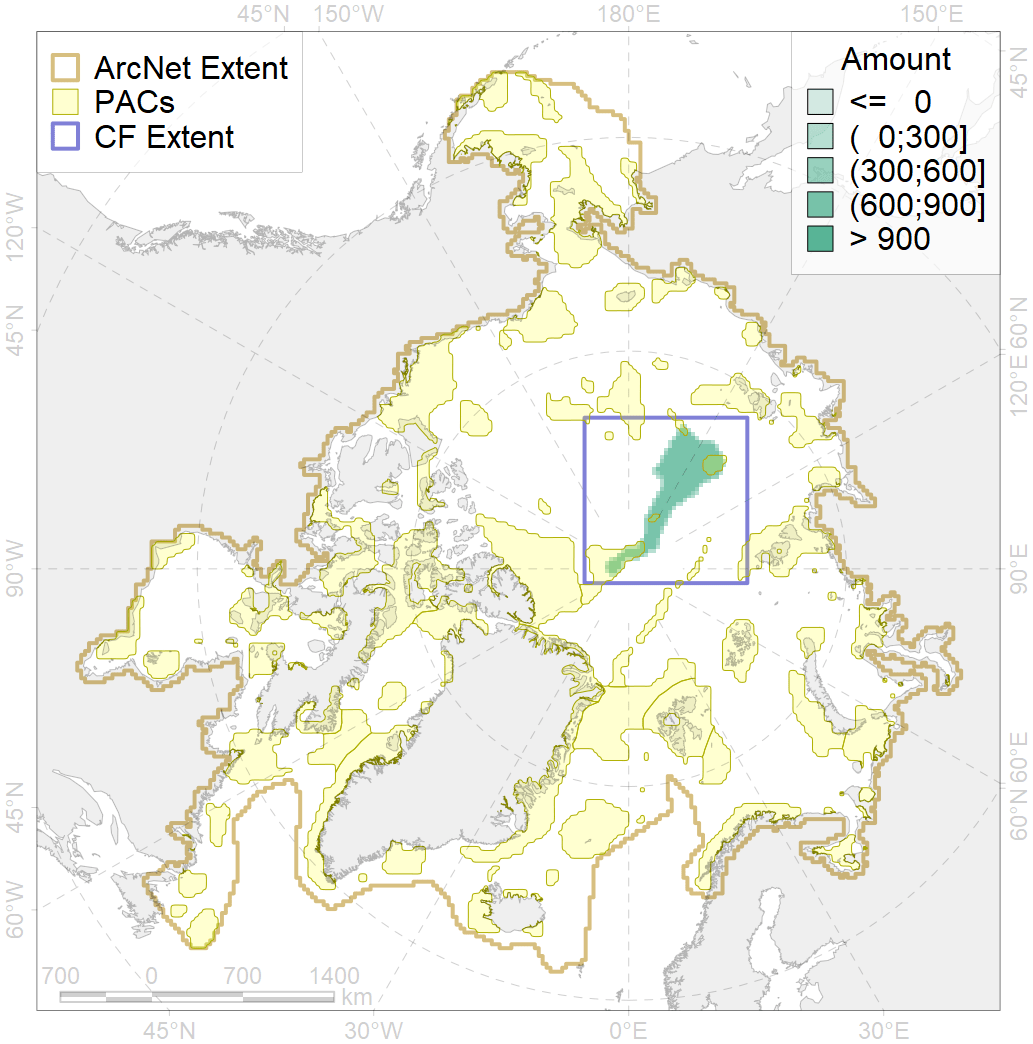 45°N 150°W 180°E 150°E
ArcNet Extent
PACs
CF Extent
Amount
<= 0
( 0;300]
(300;600]
(600;900]
> 900
45°N
120°W
60°N
45°N
120°E
90°W
90°E
60°E
45°N
60°N
60°W
700 0 700 1400
km
45°N 30°W 0°E 30°E